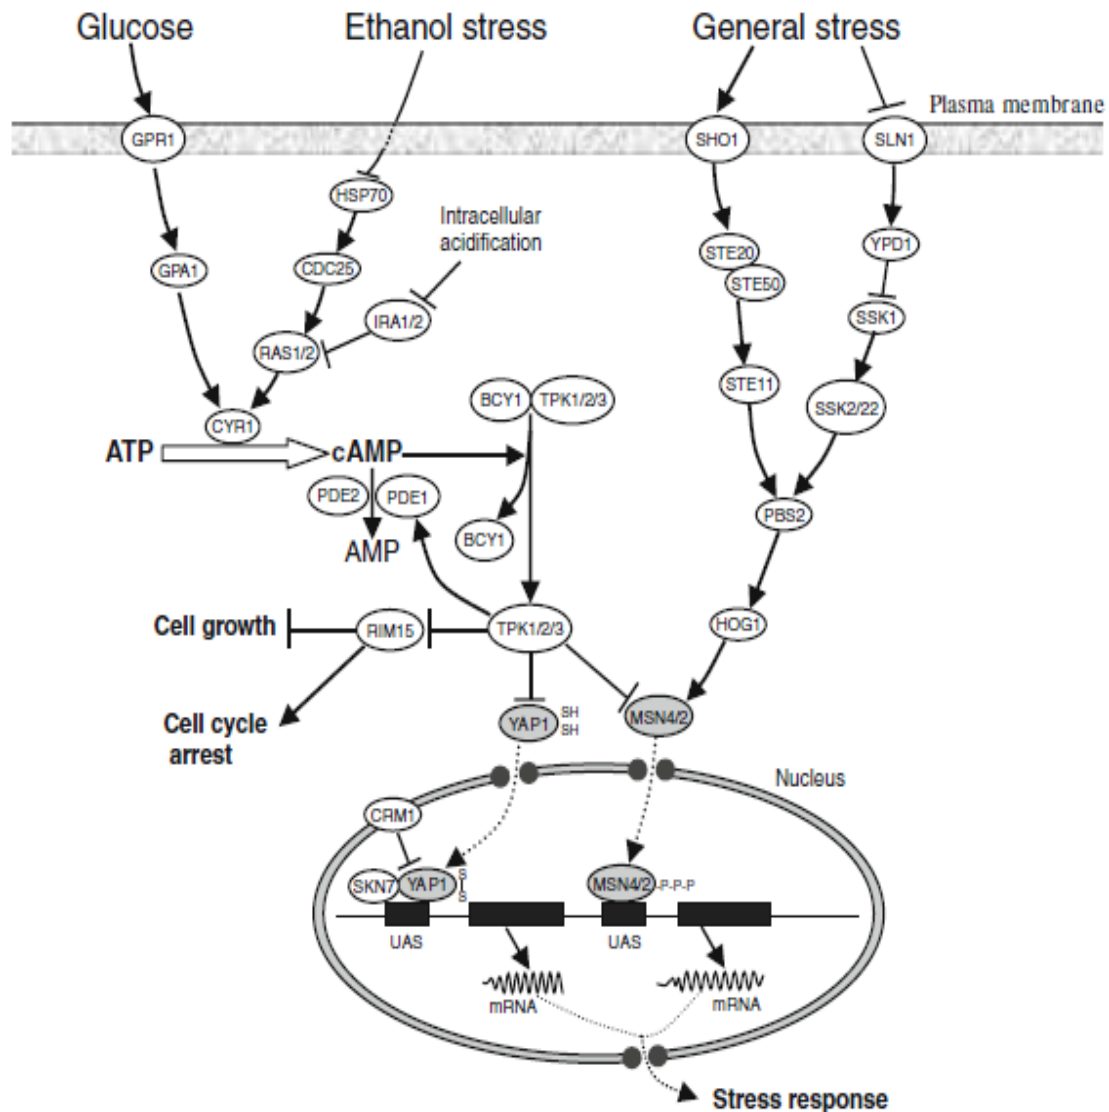 Glucose
Ethanol stress
General stress
Plasma membrane
GPR1
SHO1
SLN1
HSP70
Intracellular
acidification
GPA1
CDC25
STE20
STE50
YPD1
IRA1/2
SSK1
RAS1/2
STE11
SSK2/22
BCY1
TPK1/2/3
CYR1
ATP
cAMP
PDE2
PDE1
PBS2
BCY1
AMP
Cell growth
RIM15
TPK1/2/3
HOG1
Cell cycle
arrest
YAP1
SH
SH
MSN4/2
Nucleus
CRM1
SKN7
YAP1
S
S
MSN4/2
-P-P-P
UAS
UAS
mRNA
mRNA
Stress response